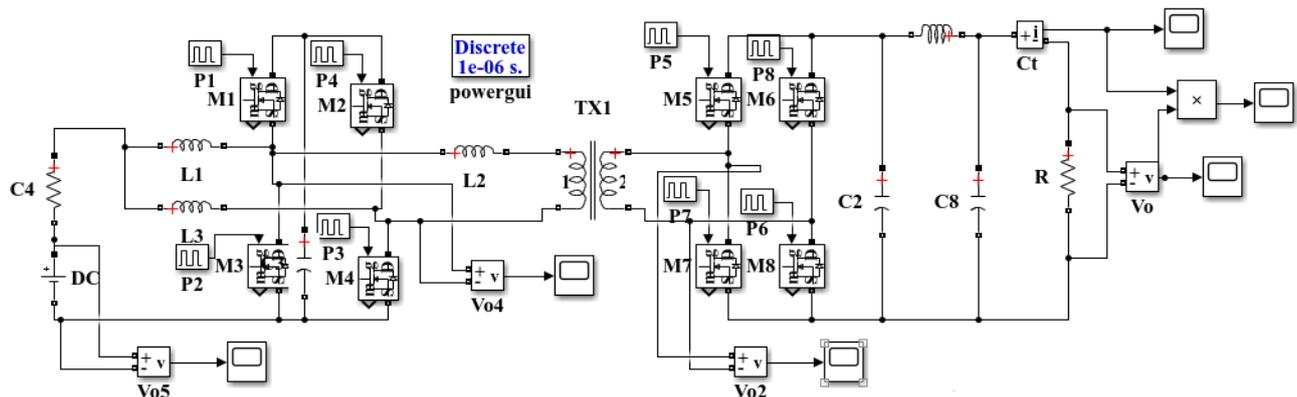 P1
P4
M1
M2
Discrete
1e-06 s.
powergui
TX1
P5
P8
M5
M6
+i
Ct
×
C4
L1
L2
1
2
R
C2
C8
+
-
v
Vo
L3
P2
M3
P3
M4
DC
P7
P6
M7
M8
+
-
v
Vo4
+
-
v
Vo5
+
-
v
Vo2